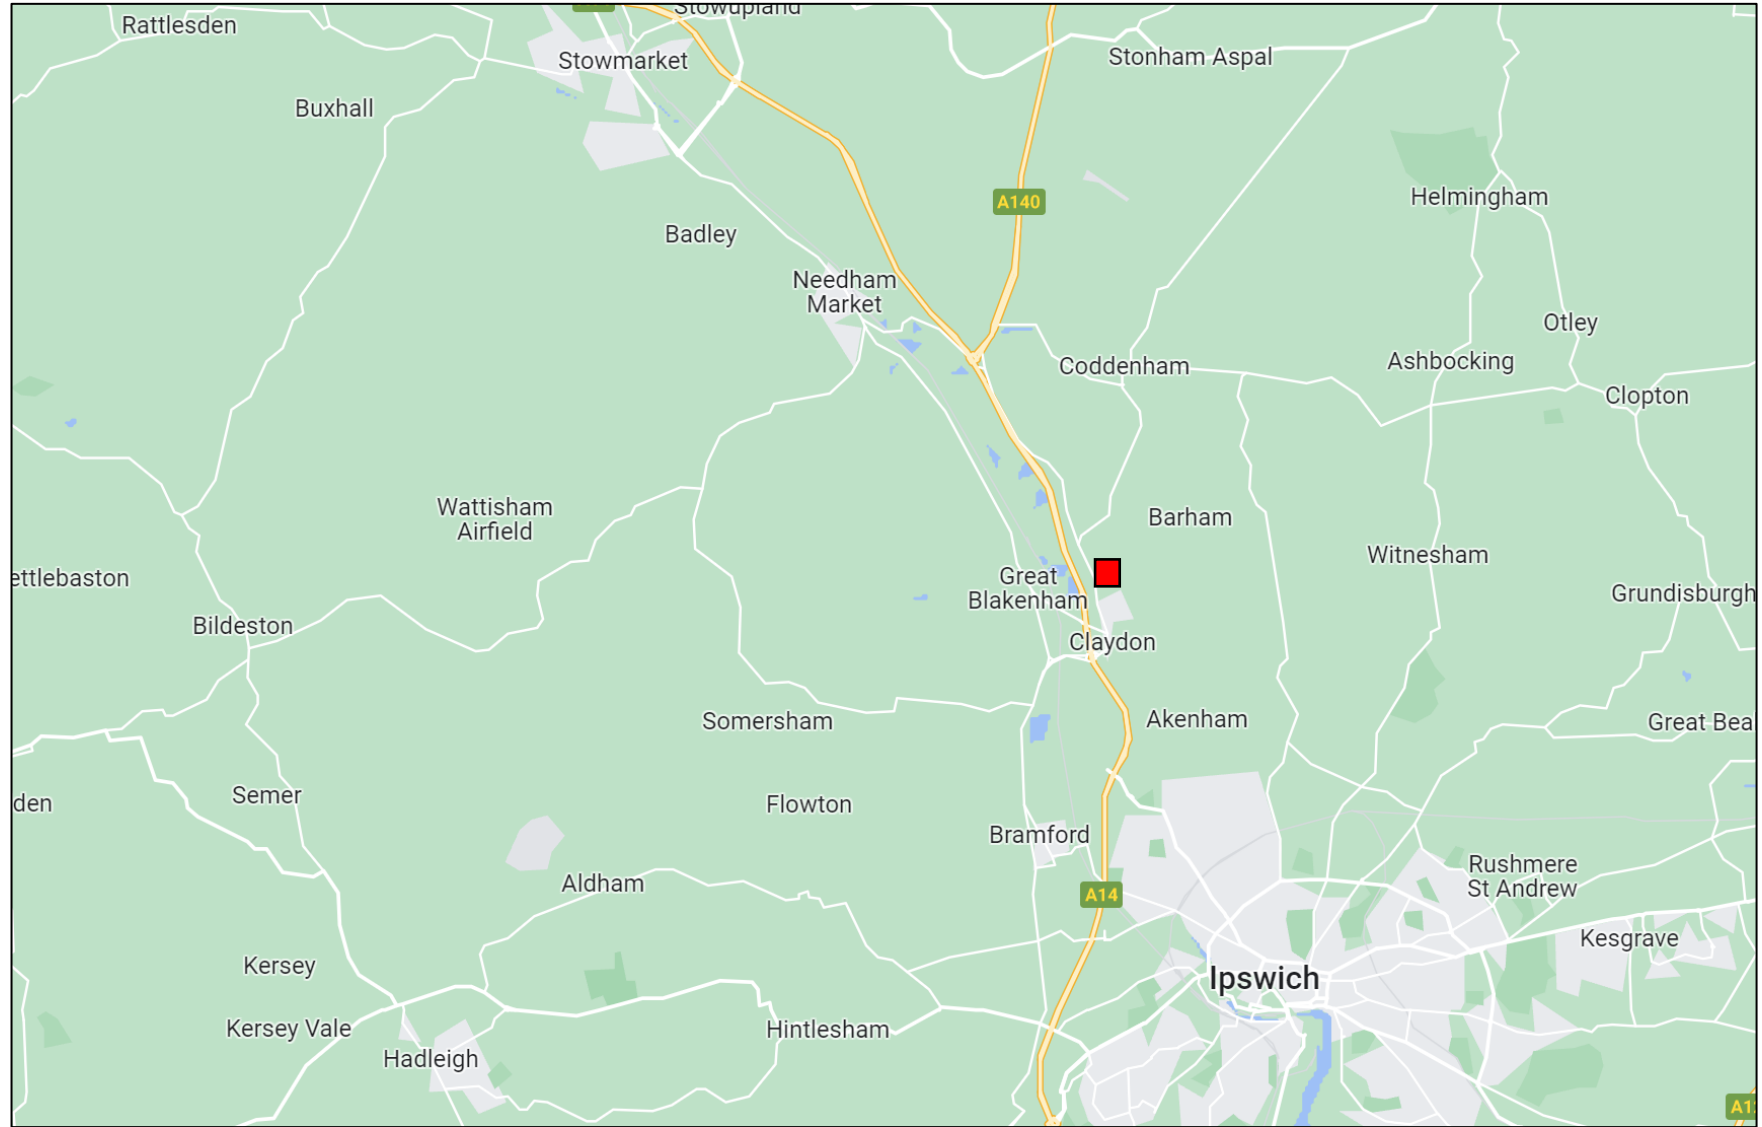 Stowupland
Rattlesden
Stowmarket
Stonham Aspal
Buxhall
A140
Helmingham
Badley
Needham
Market
Otley
Coddenham
Ashbocking
Clopton
Wattisham
Airfield
Barham
Witnesham
ettlebaston
Great
Blakenham
Grundisburgh
Bildeston
Claydon
Somersham
Akenham
Great Bea
Semer
den
Flowton
Bramford
Aldham
Rushmere
St Andrew
A14
Kesgrave
Kersey
Ipswich
Kersey Vale
Hintlesham
Hadleigh
A1